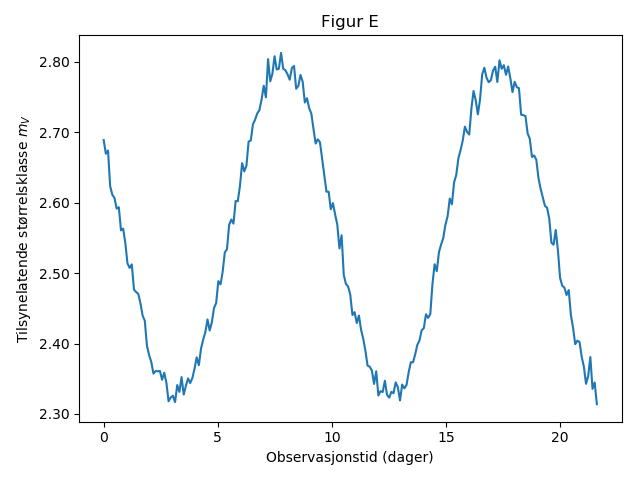 Figur E
Tilsynelatende størrelsklasse $m_V$
2.80
2.70
2.60
2.50
2.40
2.30
0 5 10 15 20
Observasjonstid (dager)